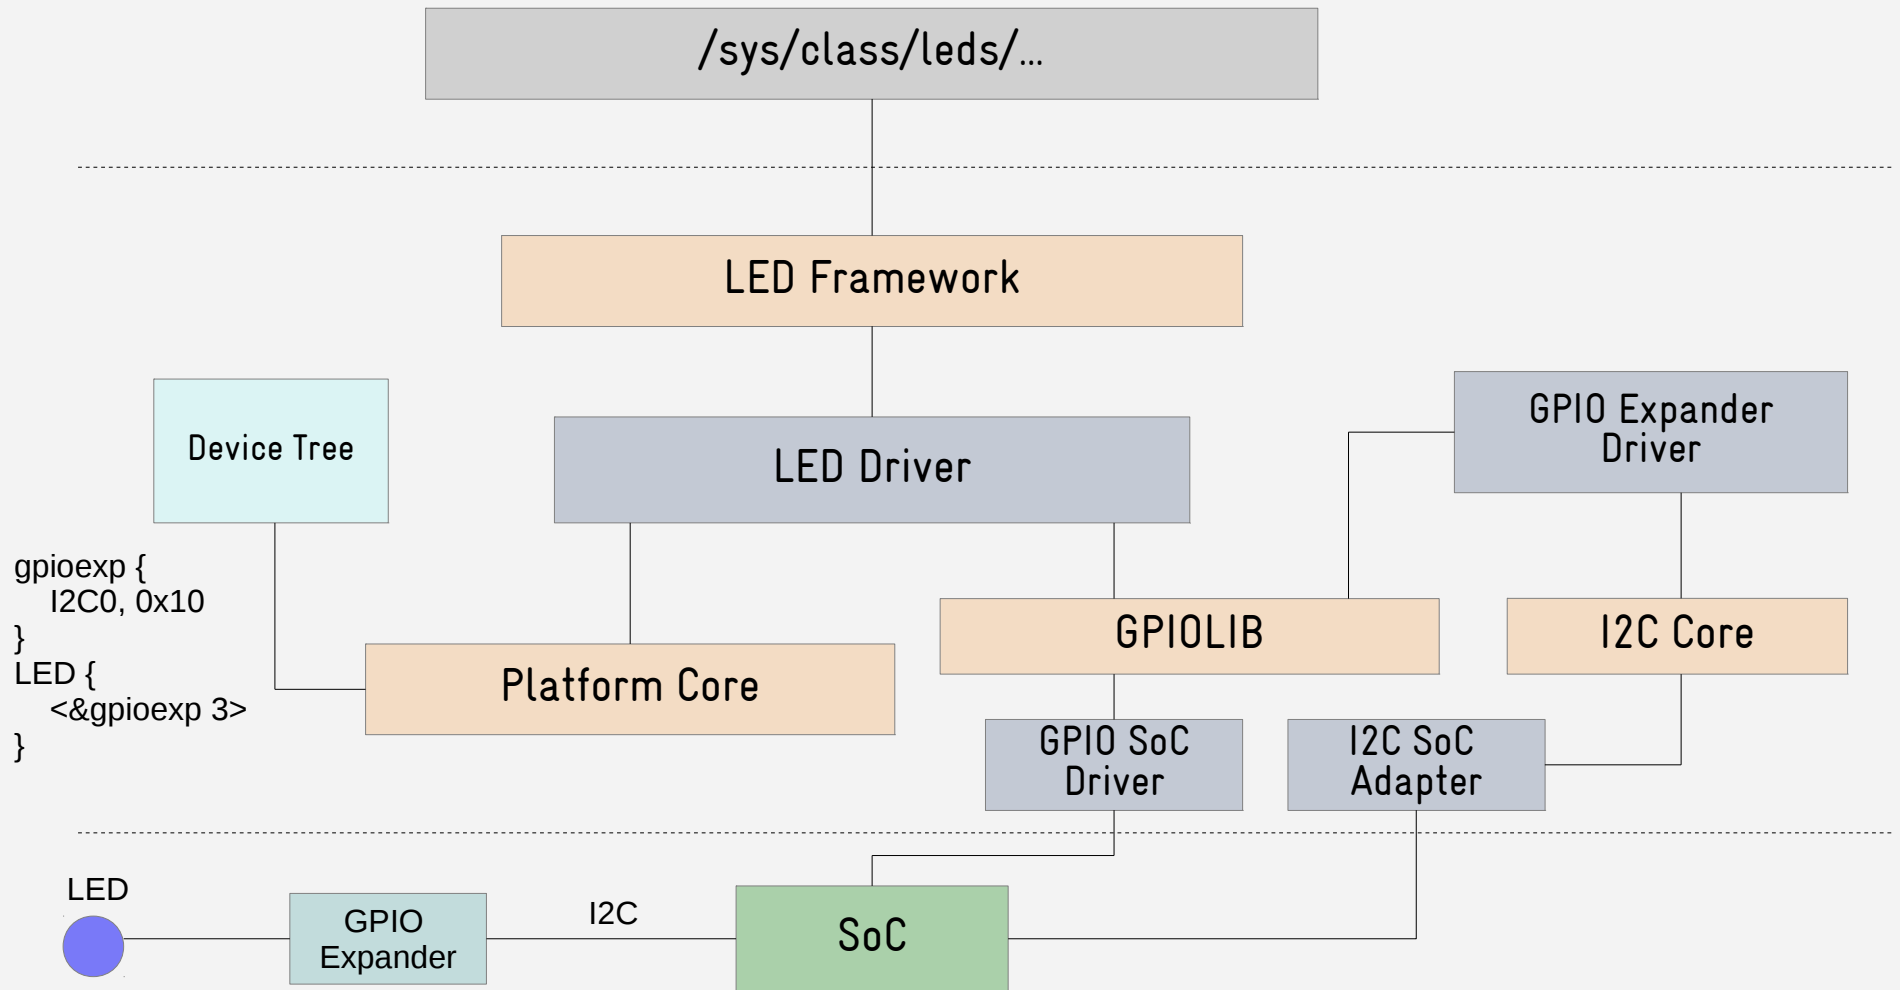 /sys/class/leds/...
LED Framework
Device Tree
LED Driver
GPIO Expander
Driver
gpioexp {
I2C0, 0x10
}
LED {
<&gpioexp 3>
}
Platform Core
GPIOLIB
I2C Core
GPIO SoC
Driver
I2C SoC
Adapter
LED
GPIO
Expander
I2C
SoC